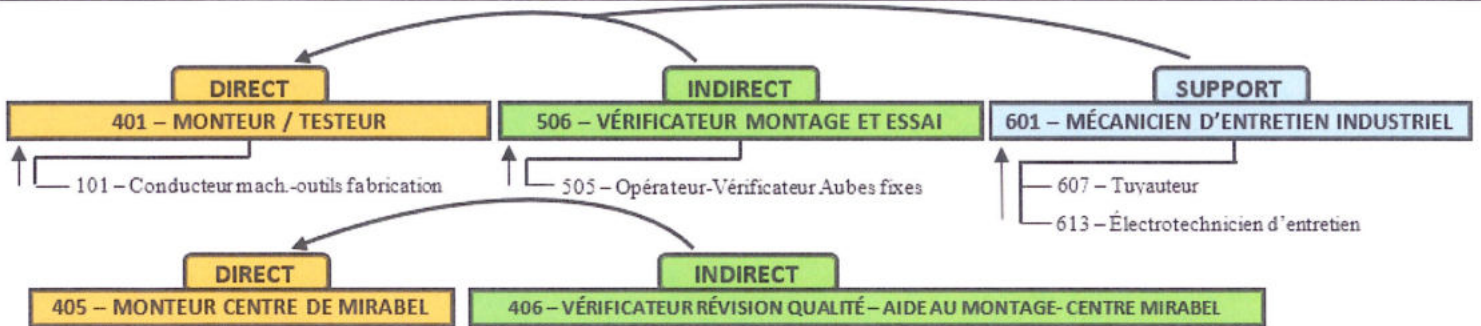 DIRECT
401 – MONTEUR / TESTEUR
101 – Conducteur mach.-outils fabrication
INDIRECT
506 – VÉRIFICATEUR MONTAGE ET ESSAI
505 – Opérateur-Vérificateur Aubes fixes
SUPPORT
601 – MÉCANICIEN D'ENTRETIEN INDUSTRIEL
607 – Tuyauteur
613 – Électrotechnicien d'entretien
DIRECT
405 – MONTEUR CENTRE DE MIRABEL
INDIRECT
406 – VÉRIFICATEUR RÉVISION QUALITÉ – AIDE AU MONTAGE- CENTRE MIRABEL